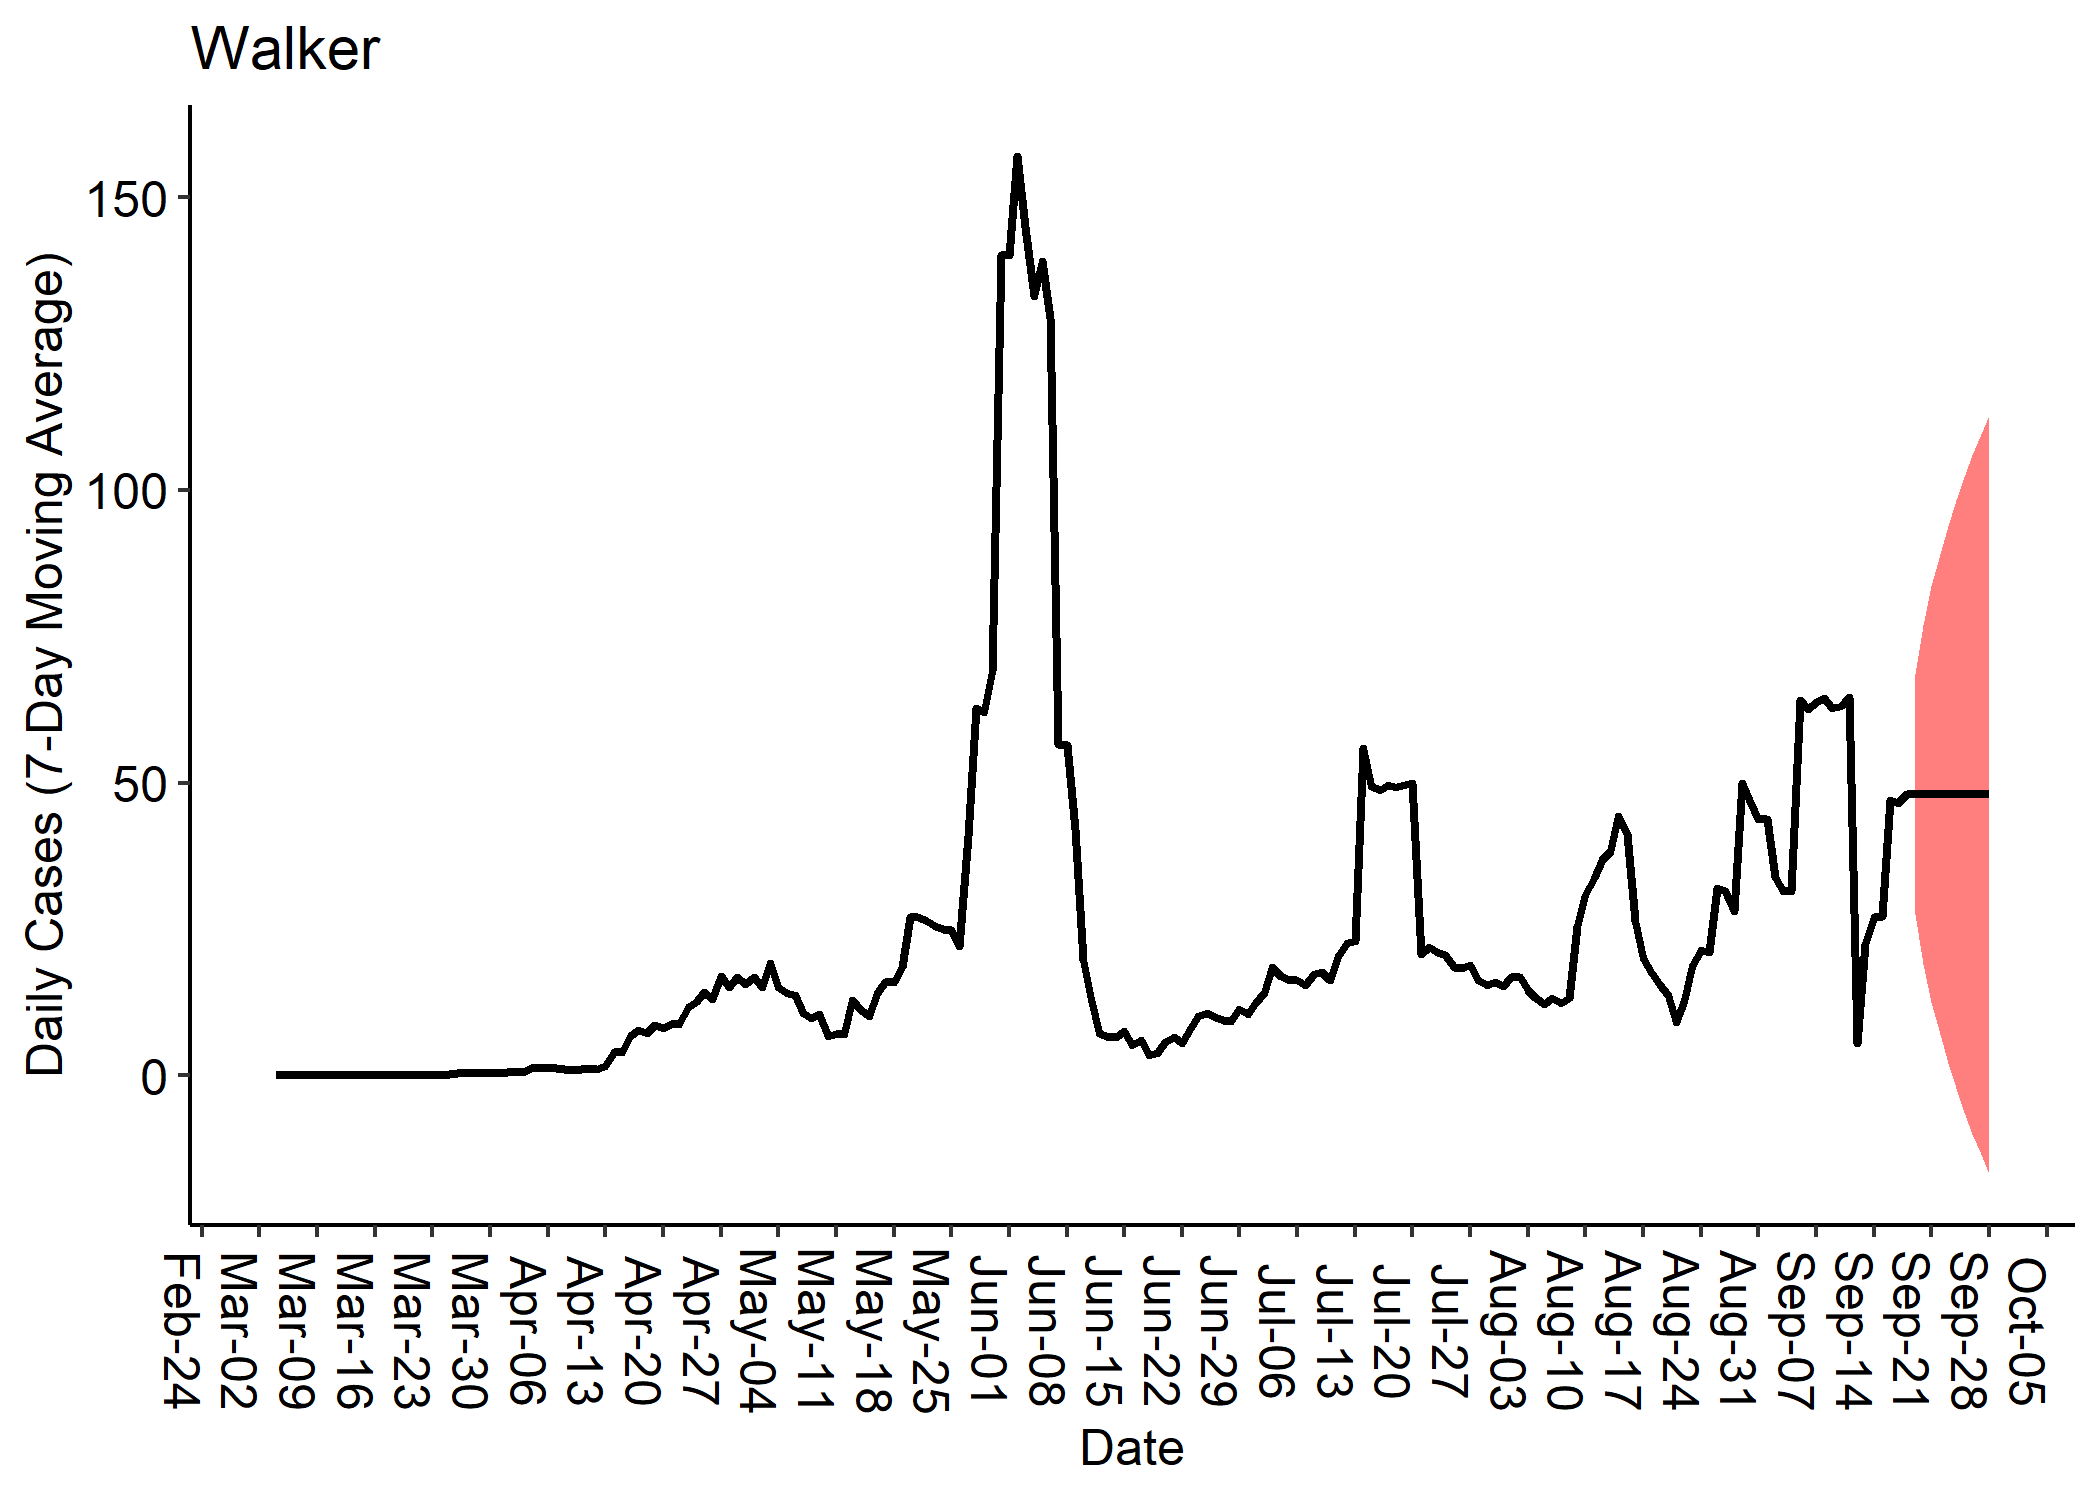 Walker
Daily Cases (7-Day Moving Average)
150
100
50
0
Feb-24
Mar-02
Mar-09
Mar-16
Mar-23
Mar-30
Apr-06
Apr-13
Apr-20
Apr-27
May-04
May-11
May-18
May-25
Jun-01
Jun-08
Jun-15
Jun-22
Jun-29
Jul-06
Jul-13
Jul-20
Jul-27
Aug-03
Aug-10
Aug-17
Aug-24
Aug-31
Sep-07
Sep-14
Sep-21
Sep-28
Oct-05
Date